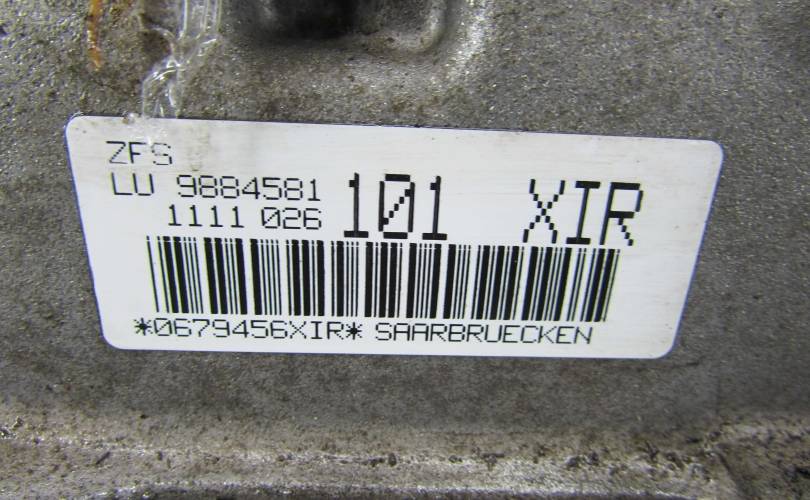 ZFS
LU 9884581
1111 026 101 XIR
*0679456XIR* SAARBRUECKEN